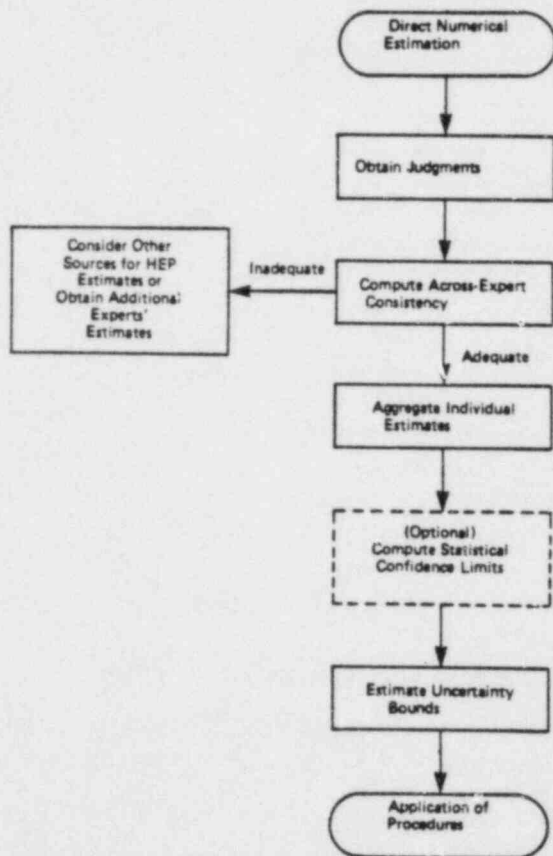 Direct Numerical
Estimation
Obtain Judgments
Consider Other
Sources for HEP
Estimates or
Obtain Additional
Experts'
Estimates
Inadequate
Compute Across-Expert
Consistency
Adequate
Aggregate Individual
Estimates
(Optional)
Compute Statistical
Confidence Limits
Estimate Uncertainty
Bounds
Application of
Procedures